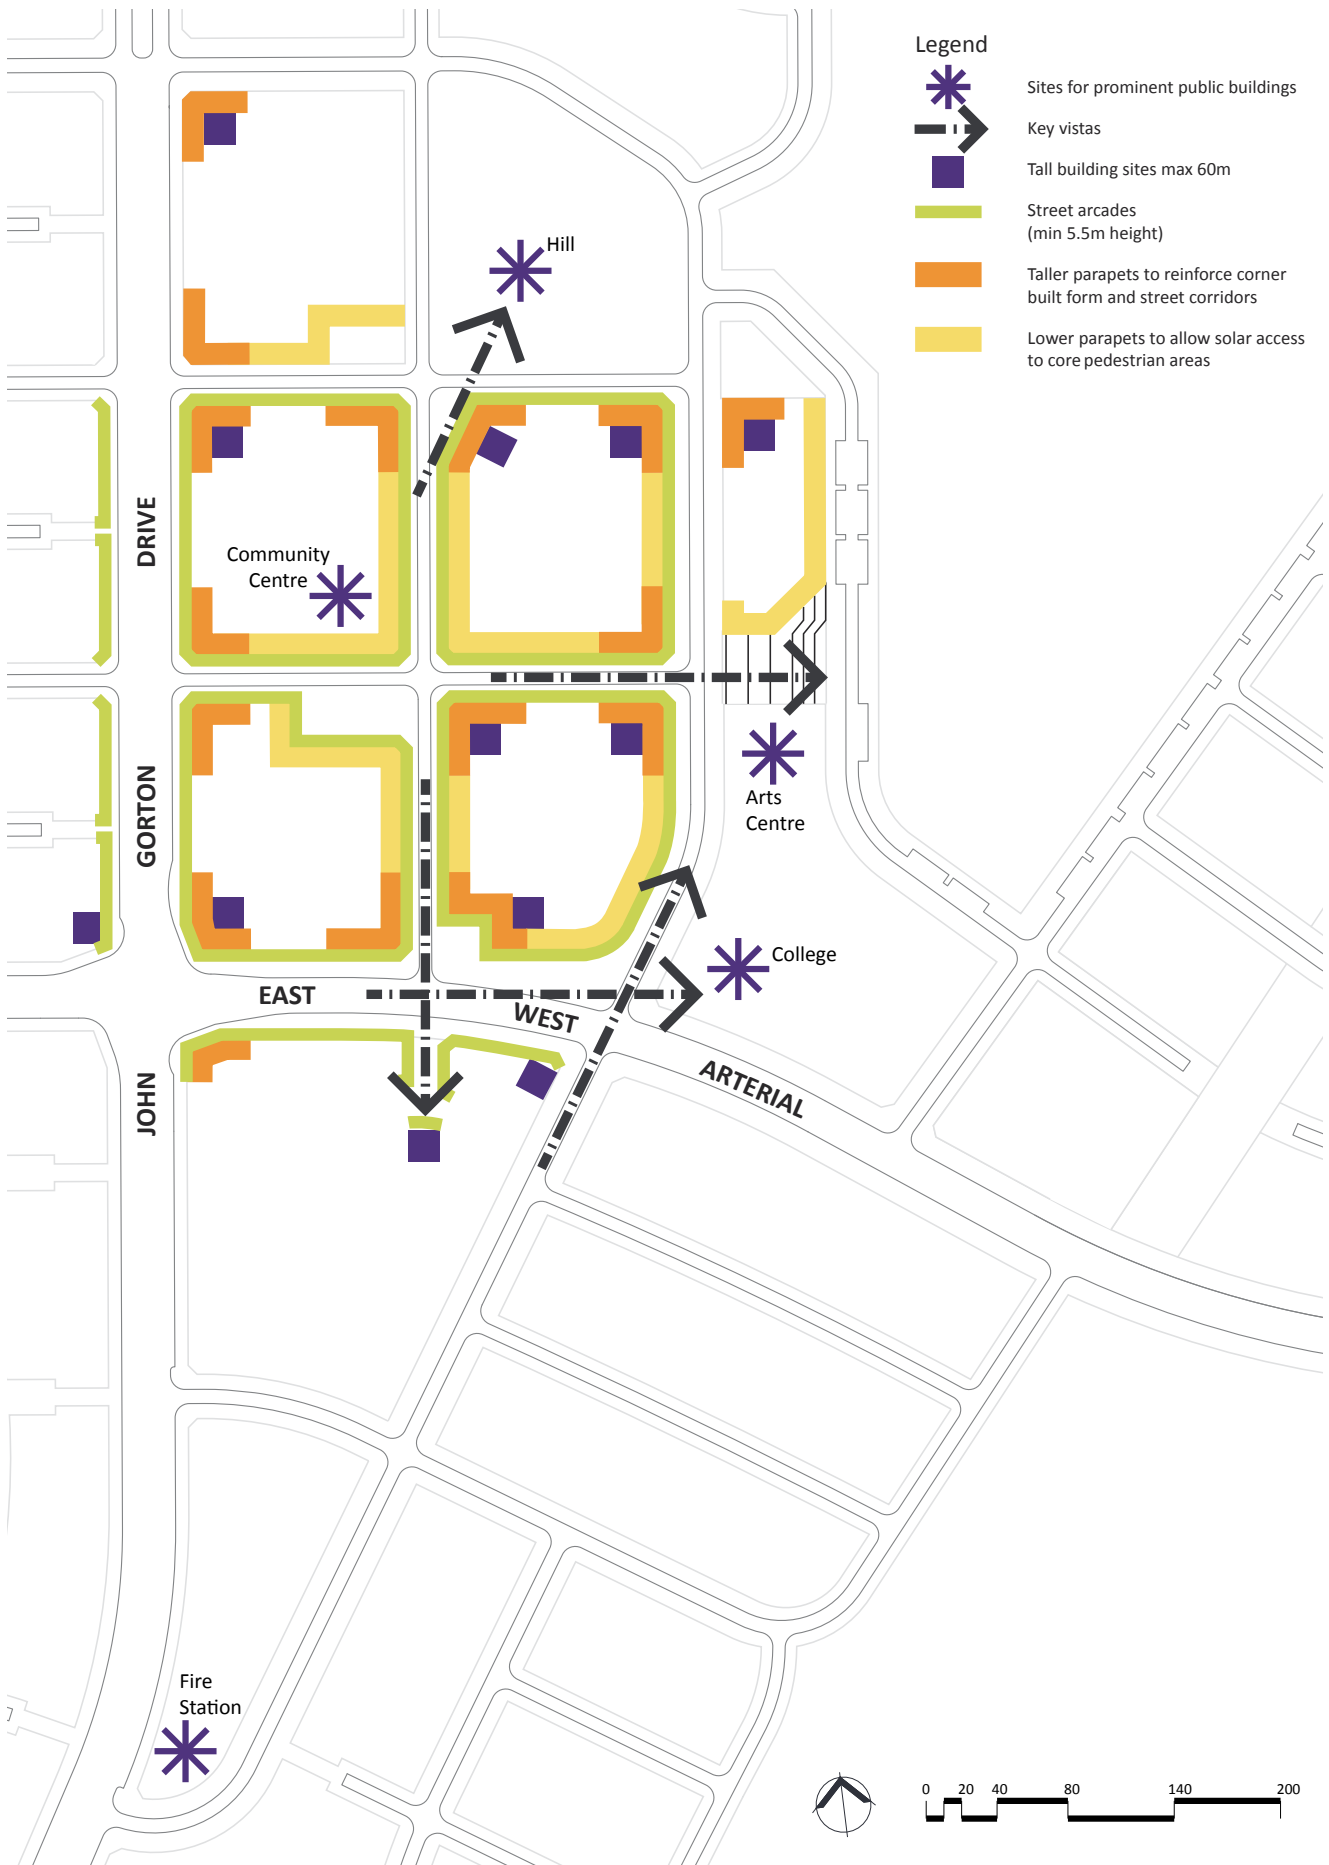 Legend
Sites for prominent public buildings
Key vistas
Tall building sites max 60m
Street arcades
(min 5.5m height)
Taller parapets to reinforce corner
built form and street corridors
Lower parapets to allow solar access
to core pedestrian areas
Hill
DRIVE
Community
Centre
GORTON
Arts
Centre
College
EAST
WEST
ARTERIAL
JOHN
Fire
Station
0 20 40 80 140 200